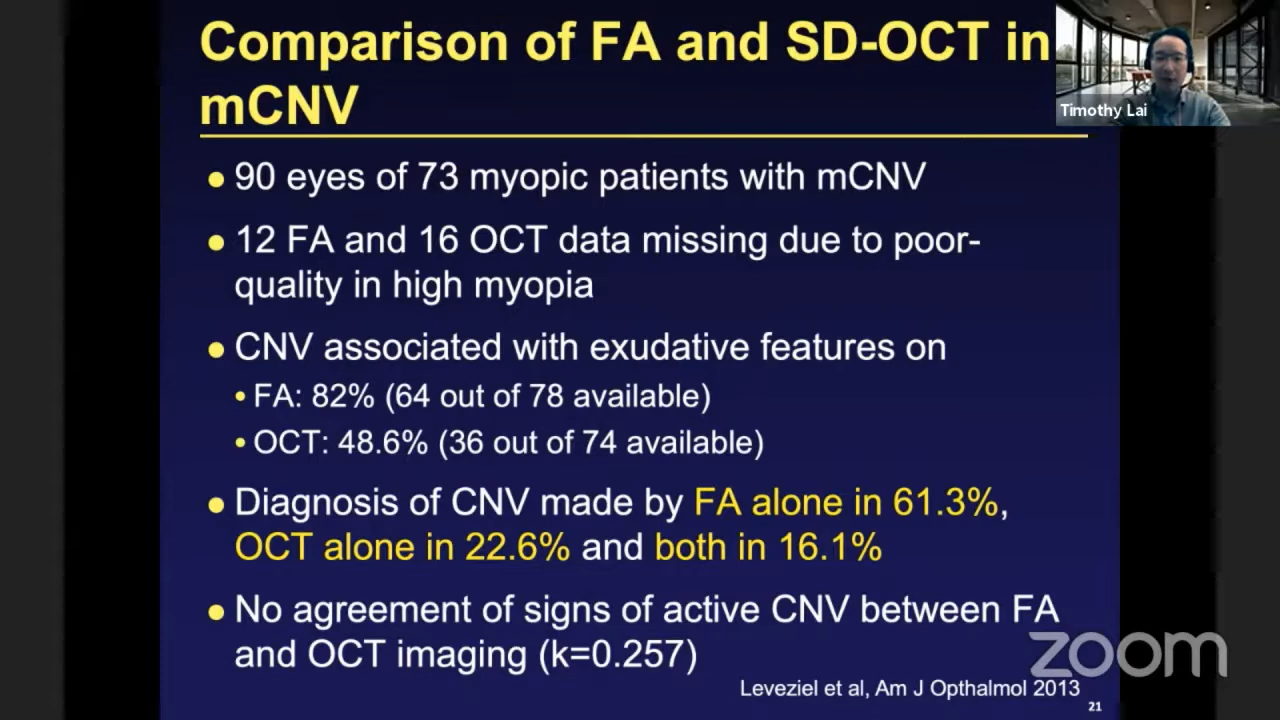 Comparison of FA and SD-OCT in
mCNV
Timothy Lai
90 eyes of 73 myopic patients with mCNV
12 FA and 16 OCT data missing due to poor-
quality in high myopia
CNV associated with exudative features on
FA: 82% (64 out of 78 available)
OCT: 48.6% (36 out of 74 available)
Diagnosis of CNV made by FA alone in 61.3%,
OCT alone in 22.6% and both in 16.1%
No agreement of signs of active CNV between FA
and OCT imaging (k=0.257)
zoom
Leveziel et al, Am J Opthalmol 2013
21